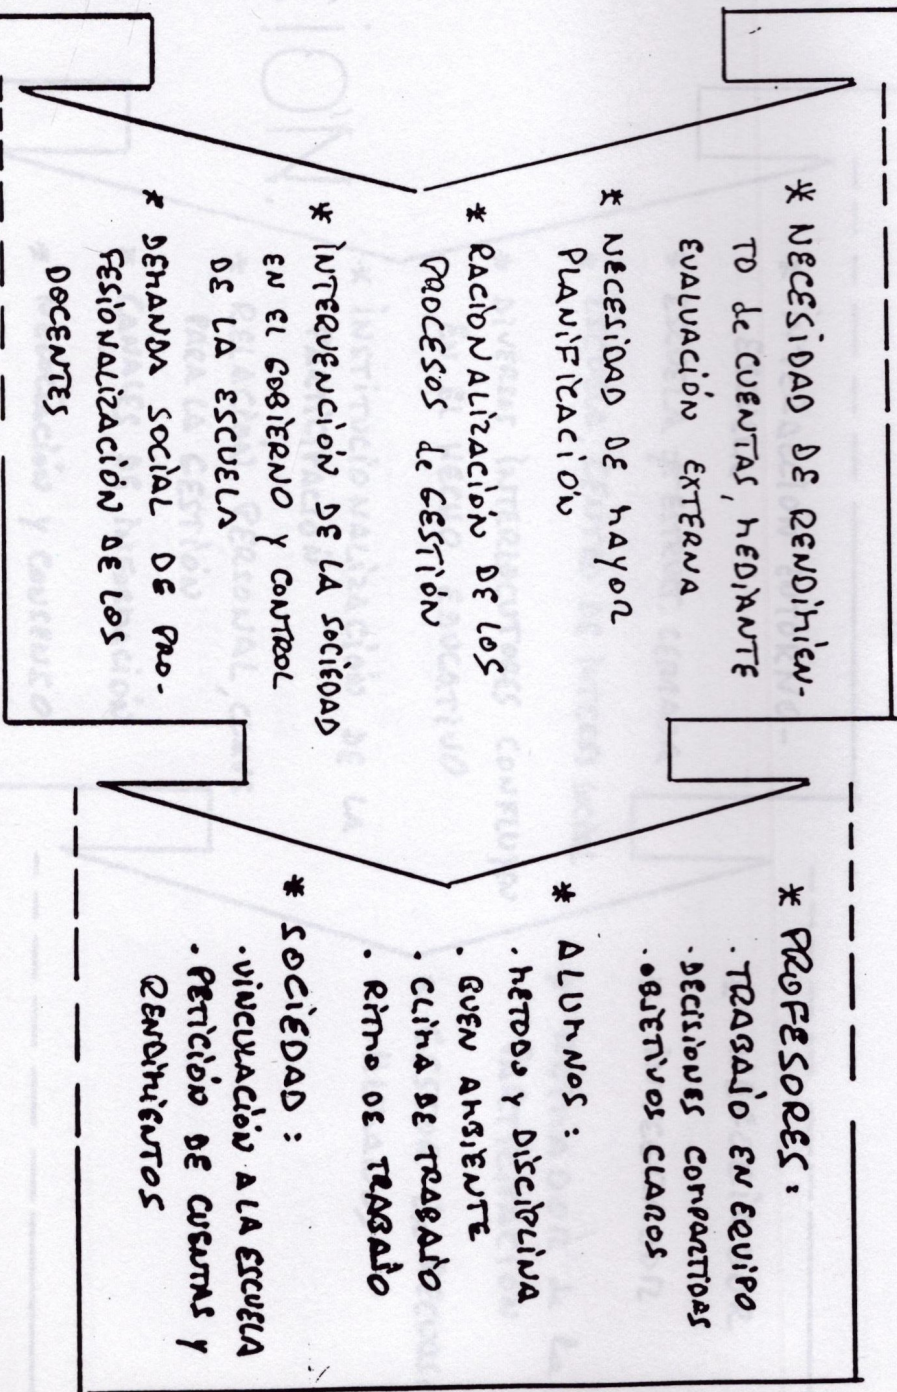 * NECESIDAD DE RENDIMIEN-
TO de CUENTAS, MEDIANTE
EVALUACIÓN EXTERNA
* NECESIDAD DE MAYOR
PLANIFICACIÓN
* RACIONALIZACIÓN DE LOS
PROCESOS de GESTIÓN
* INTERVENCIÓN DE LA SOCIEDAD
EN EL GOBIERNO Y CONTROL
DE LA ESCUELA
* DEMANDA SOCIAL DE PRO-
FESIONALIZACIÓN DE LOS
DOCENTES
* PROFESORES:
. TRABAJO EN EQUIPO
. DECISIONES COMPARTIDAS
. OBJETIVOS CLAROS
* ALUMNOS:
. METODO Y DISCIPLINA
. BUEN AMBIENTE
. CLIMA DE TRABAJO
. RITMO DE TRABAJO
* SOCIEDAD:
. VINCULACIÓN A LA ESCUELA
. PETICIÓN DE CUENTAS Y
RENDIMIENTOS